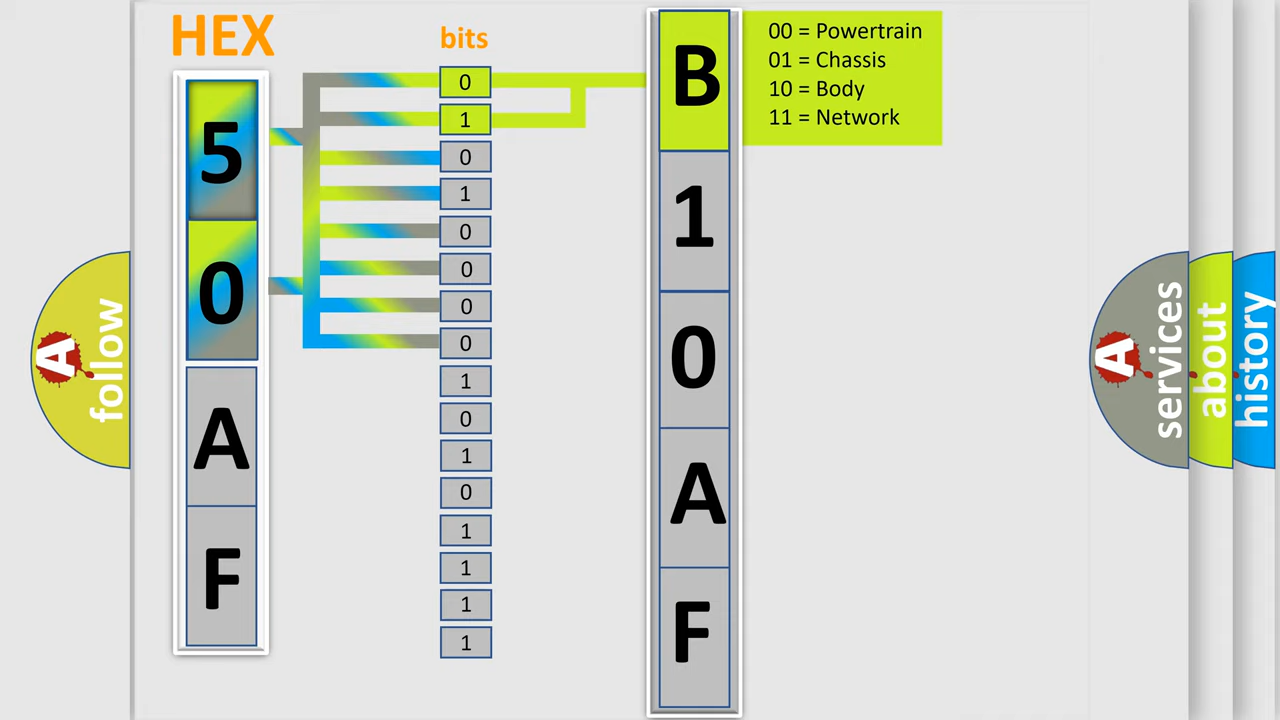 HEX
bits
5
0
A
F
0
1
0
1
0
0
0
0
1
0
1
0
1
1
1
1
B
1
0
A
F
00 = Powertrain
01 = Chassis
10 = Body
11 = Network
A
follow
A
services
about
history